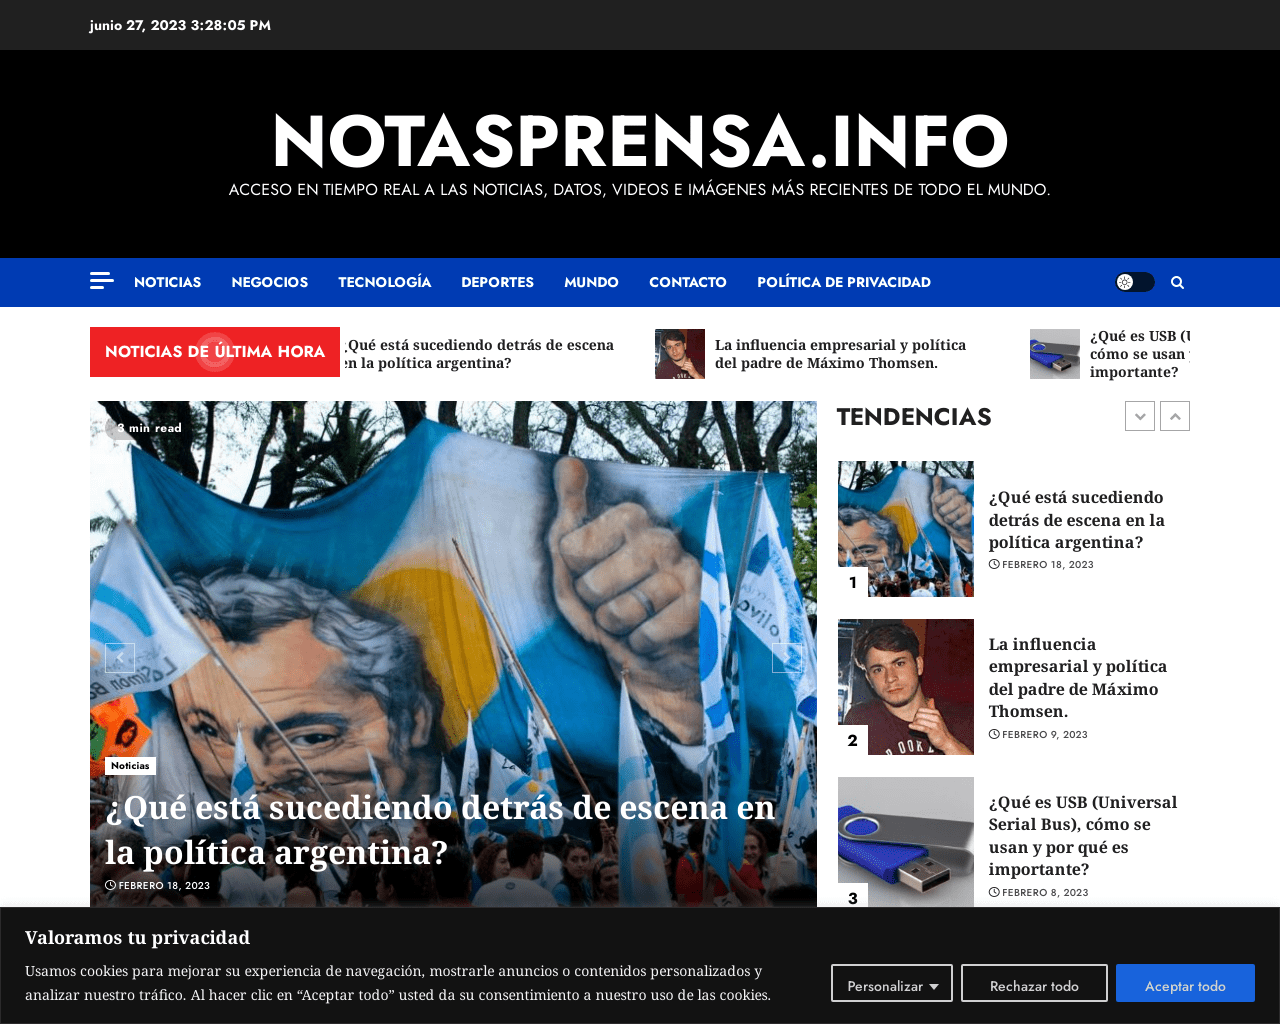 junio 27, 2023 3:28:05 PM
NOTASPRENSA.INFO
ACCESO EN TIEMPO REAL A LAS NOTICIAS, DATOS, VIDEOS E IMÁGENES MÁS RECIENTES DE TODO EL MUNDO.
NOTICIAS NEGOCIOS TECNOLOGÍA DEPORTES MUNDO CONTACTO POLÍTICA DE PRIVACIDAD
NOTICIAS DE ÚLTIMA HORA
¿Qué está sucediendo detrás de escena
en la política argentina?
La influencia empresarial y política
del padre de Máximo Thomsen.
¿Qué es USB (U
cómo se usan
importante?
3 min read
Noticias
¿Qué está sucediendo detrás de escena en
la política argentina?
FEBRERO 18, 2023
TENDENCIAS
1
¿Qué está sucediendo
detrás de escena en la
política argentina?
FEBRERO 18, 2023
2
La influencia
empresarial y política
del padre de Máximo
Thomsen.
FEBRERO 9, 2023
3
¿Qué es USB (Universal
Serial Bus), cómo se
usan y por qué es
importante?
FEBRERO 8, 2023
Valoramos tu privacidad
Usamos cookies para mejorar su experiencia de navegación, mostrarle anuncios o contenidos personalizados y
analizar nuestro tráfico. Al hacer clic en “Aceptar todo” usted da su consentimiento a nuestro uso de las cookies.
Personalizar
Rechazar todo
Aceptar todo